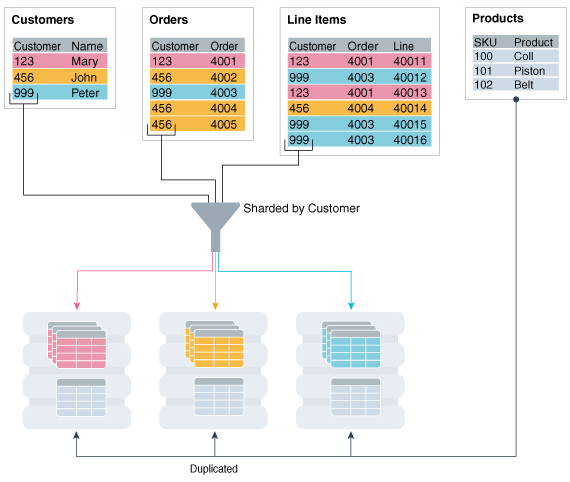 Customers
Customer Name
123 Mary
456 John
999 Peter
Orders
Customer Order
123 4001
456 4002
999 4003
456 4004
456 4005
Line Items
Customer Order Line
123 4001 40011
999 4003 40012
123 4001 40013
456 4004 40014
999 4003 40015
999 4003 40016
Products
SKU Product
100 Coll
101 Piston
102 Belt
Sharded by Customer
Duplicated